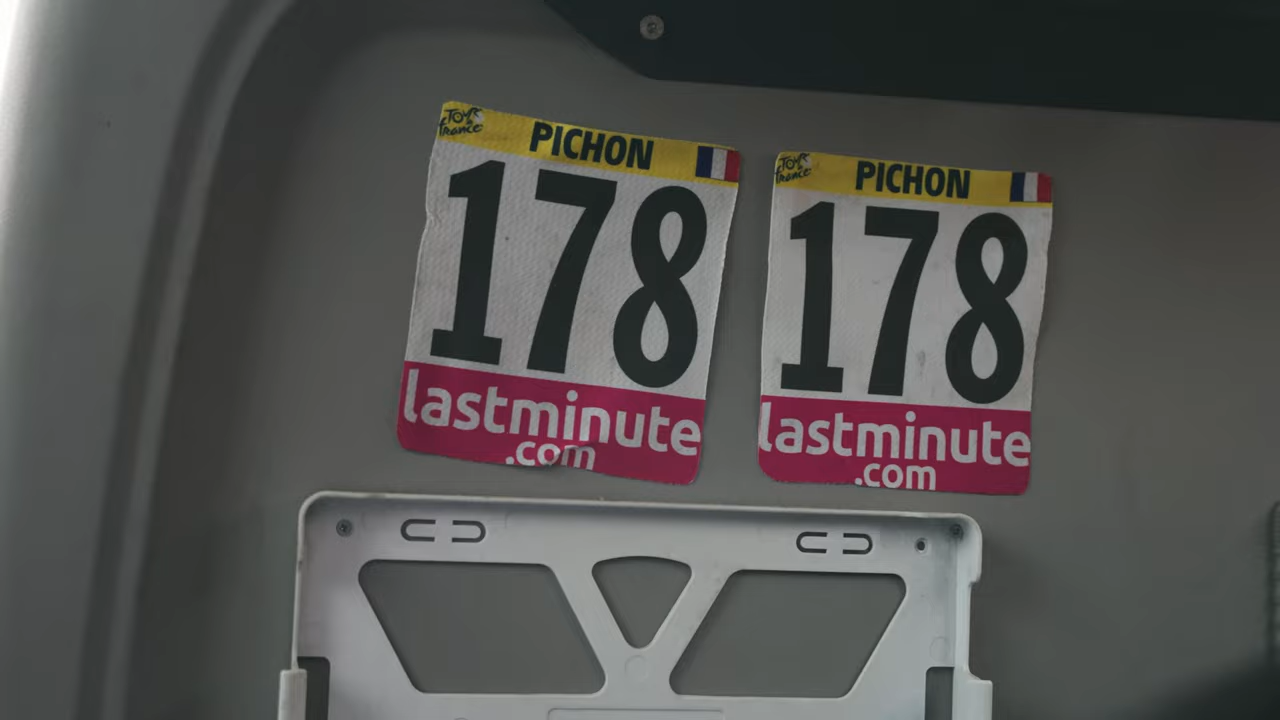 TOUR
de
france
PICHON
178
lastminute
.com
TOUR
de
france
PICHON
178
lastminute
.com